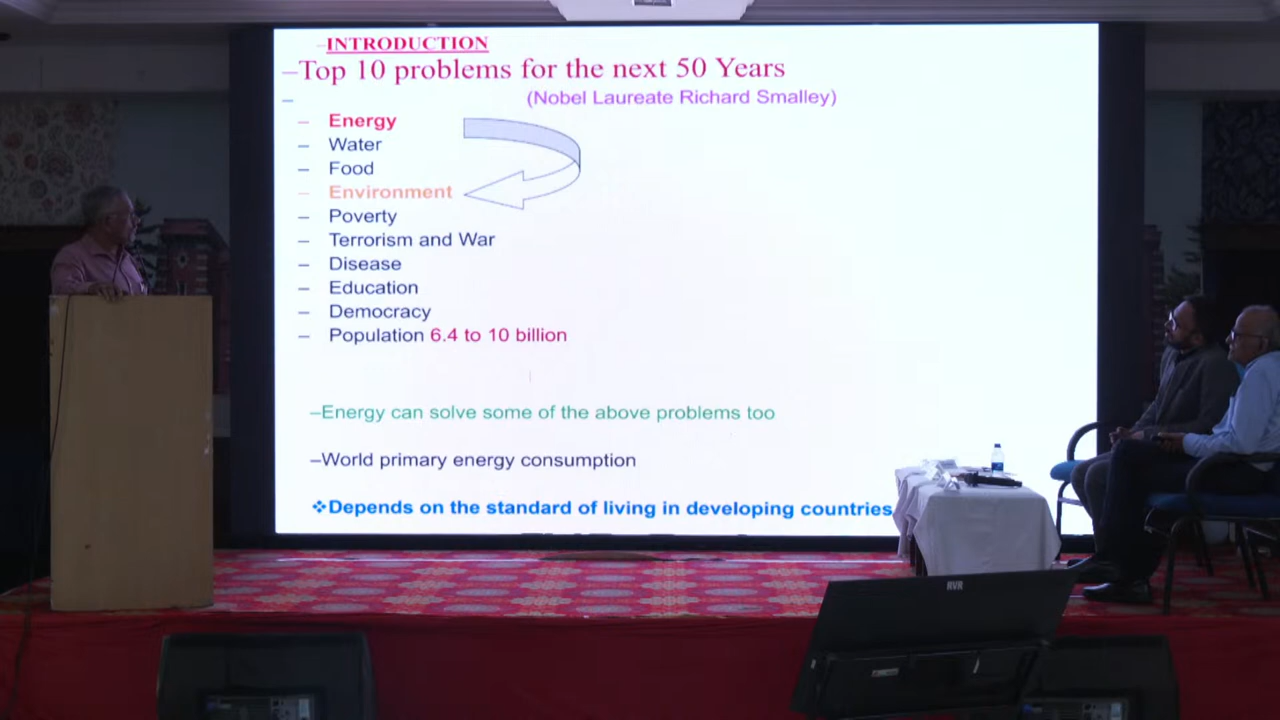 –INTRODUCTION
–Top 10 problems for the next 50 Years
– (Nobel Laureate Richard Smalley)
– Energy
– Water
– Food
– Environment
– Poverty
– Terrorism and War
– Disease
– Education
– Democracy
– Population 6.4 to 10 billion
–Energy can solve some of the above problems too
–World primary energy consumption
❖Depends on the standard of living in developing countries
RVR